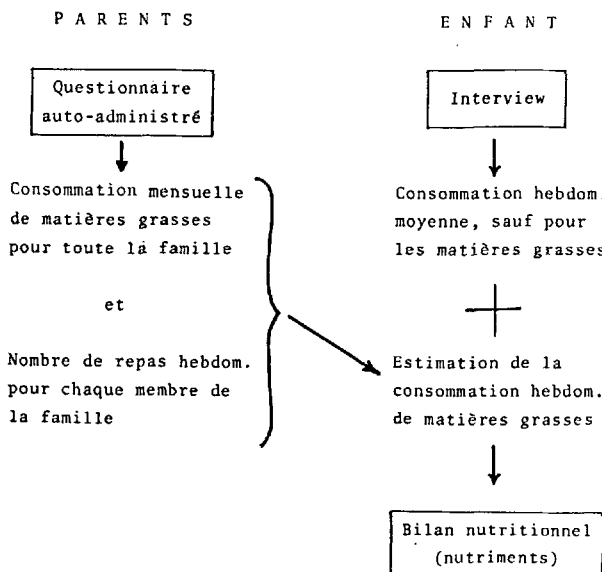 P A R E N T S
Questionnaire
auto-administré
Consommation mensuelle
de matières grasses
pour toute la famille
et
Nombre de repas hebdom.
pour chaque membre de
la famille
E N F A N T
Interview
Consommation hebdom.
moyenne, sauf pour
les matières grasses
Estimation de la
consommation hebdom.
de matières grasses
Bilan nutritionnel
(nutriments)